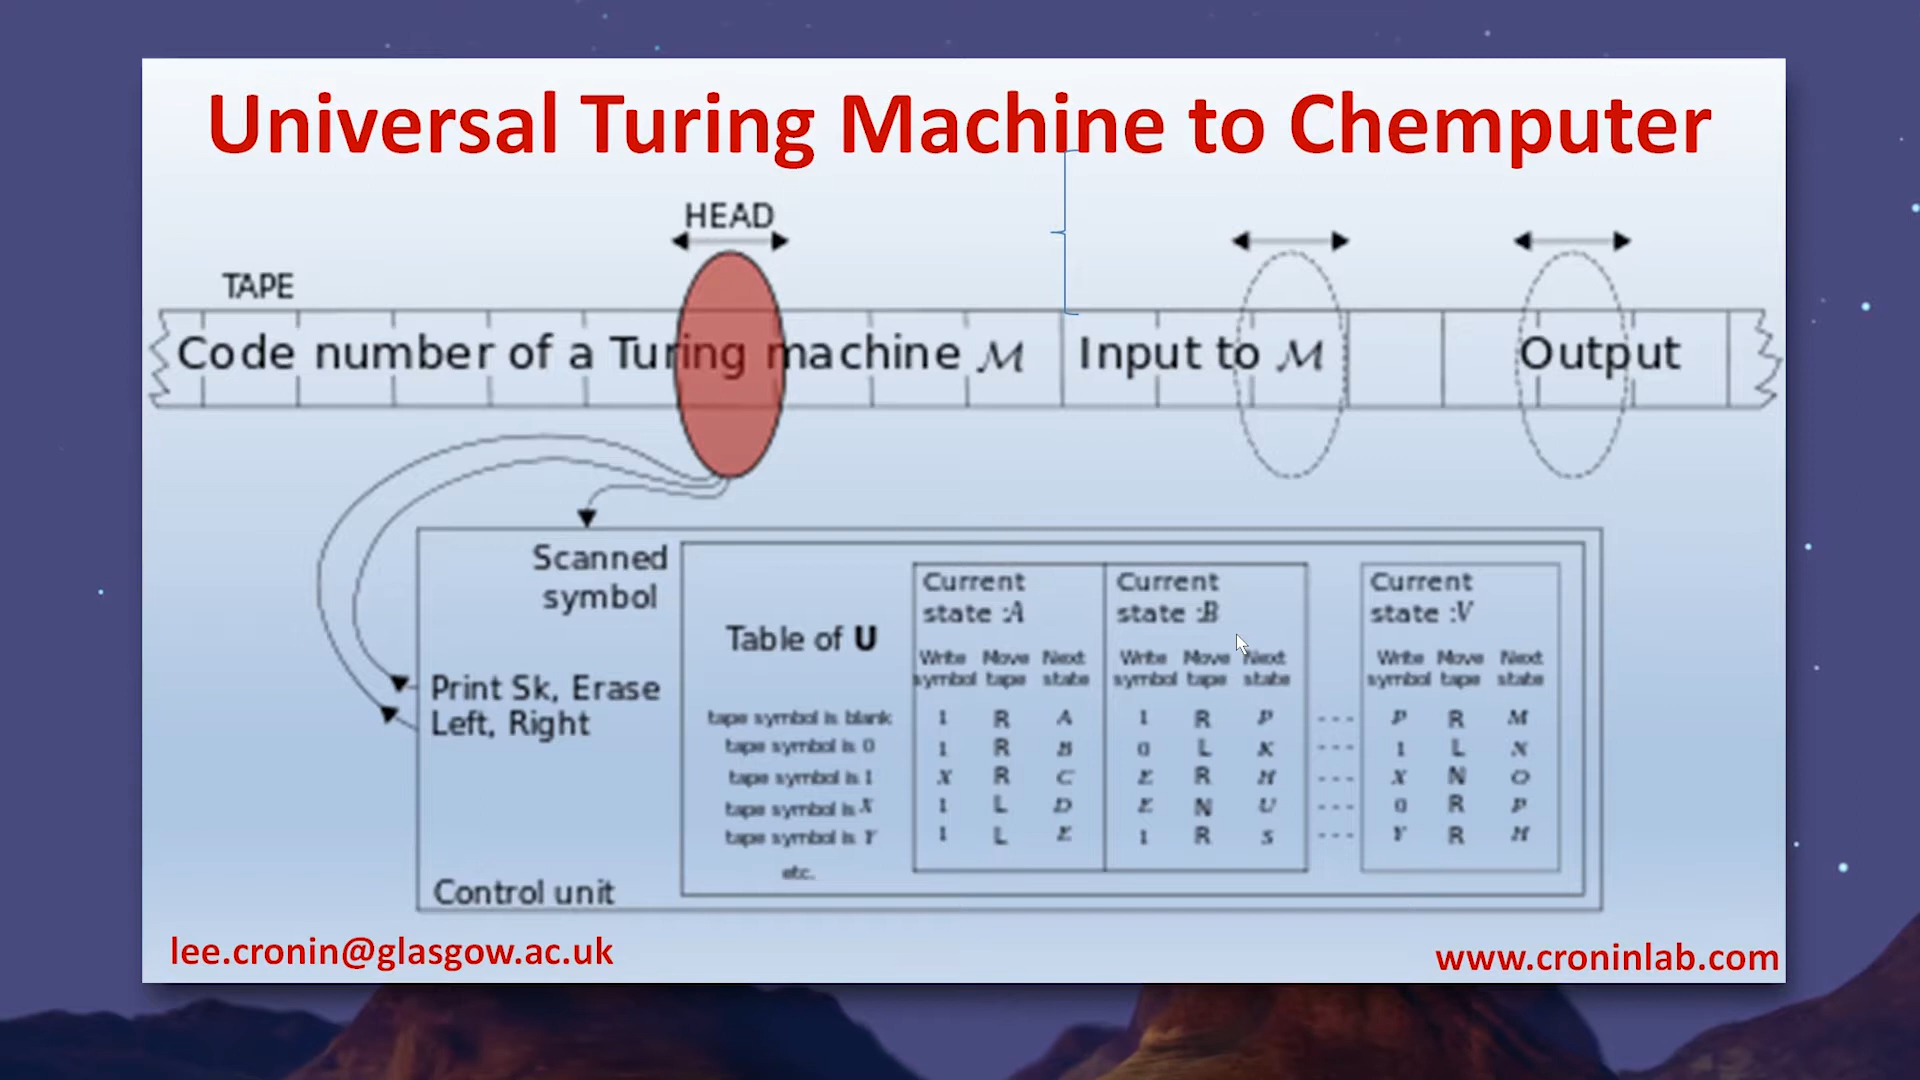 Universal Turing Machine to Chemputer
HEAD
TAPE
Code number of a Turing machine M Input to M Output
Scanned
symbol
Print Sk, Erase
Left, Right
Control unit
Table of U
Current
state :A
Current
state :B
Current
state :V
Write Move Next Write Move Next Write Move Next
symbol tape state symbol tape state symbol tape state
tape symbol is blank 1 R A 1 R P - - - P R M
tape symbol is 0 1 R B 0 L K - - - 1 L N
tape symbol is 1 X R C E R H - - - X N O
tape symbol is X 1 L D E N U - - - 0 R P
tape symbol is Y 1 L E 1 R S - - - Y R H
etc.
lee.cronin@glasgow.ac.uk
www.croninlab.com